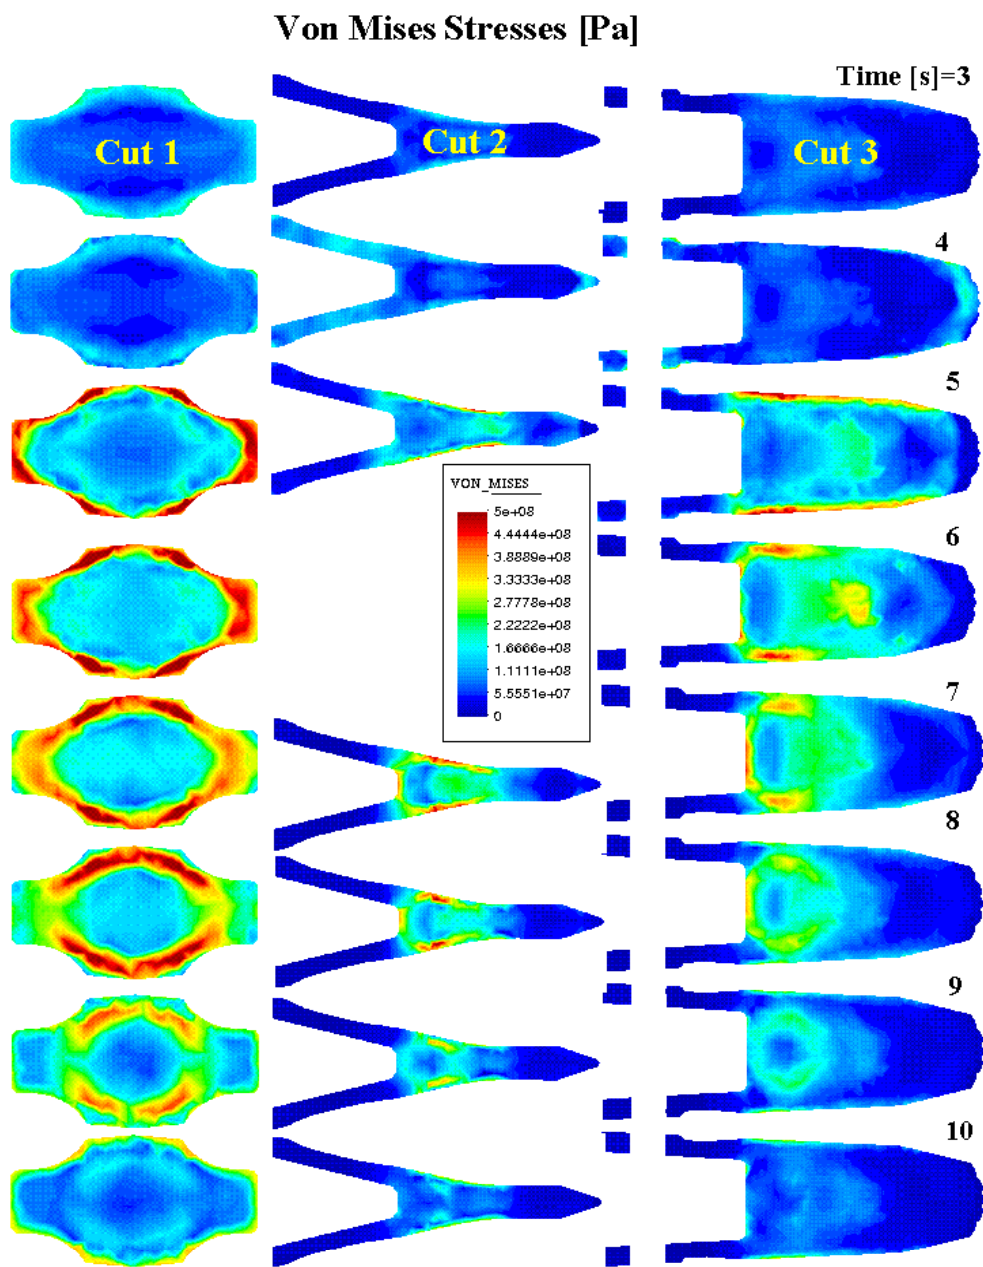 Von Mises Stresses [Pa]
Time [s]=3
Cut 1
Cut 2
Cut 3
4
5
VON_MISES
5e+08
4.4444e+08
3.8889e+08
3.3333e+08
2.7778e+08
2.2222e+08
1.6666e+08
1.1111e+08
5.5551e+07
0
6
7
8
9
10